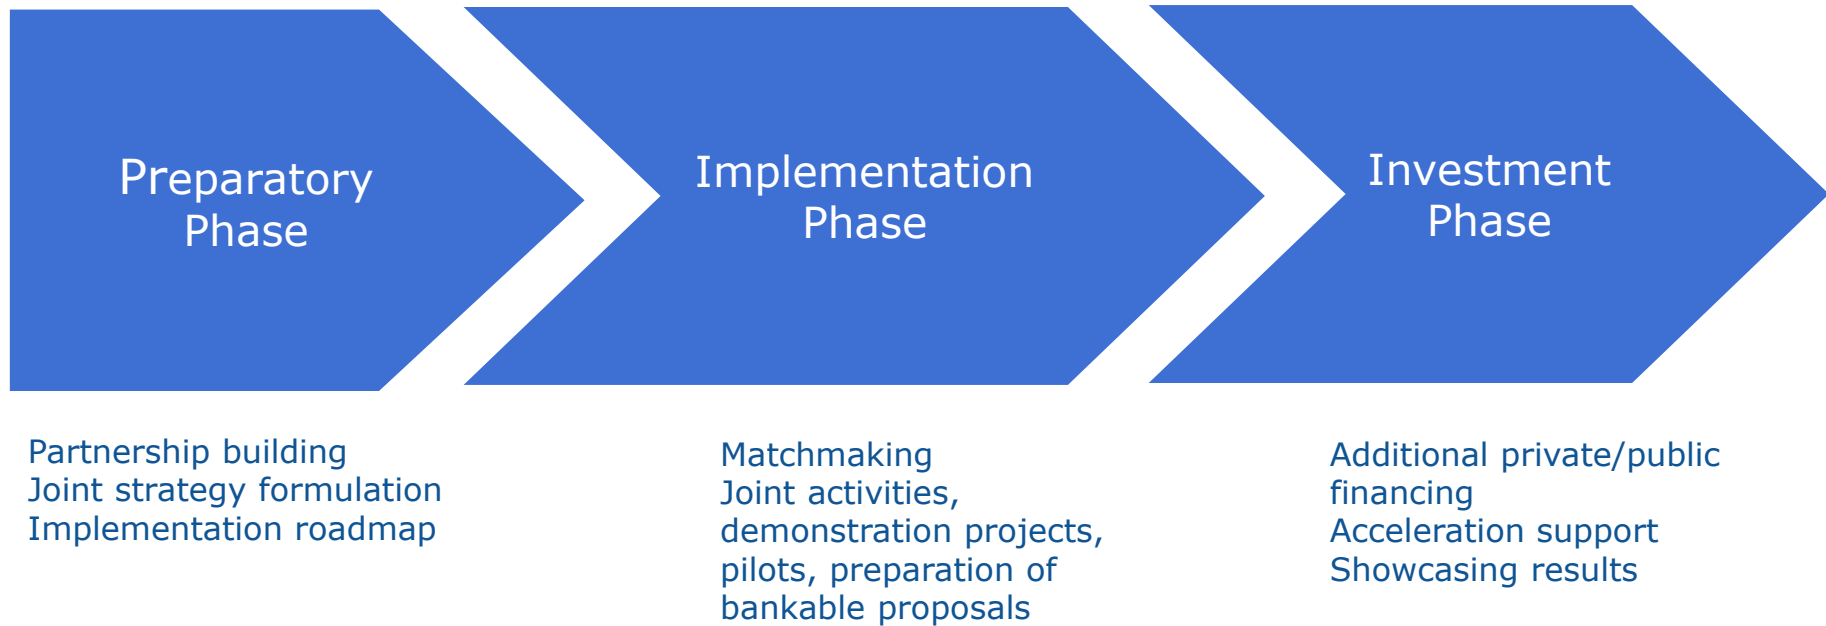 Preparatory
Phase
Implementation
Phase
Investment
Phase
Partnership building
Joint strategy formulation
Implementation roadmap
Matchmaking
Joint activities,
demonstration projects,
pilots, preparation of
bankable proposals
Additional private/public
financing
Acceleration support
Showcasing results